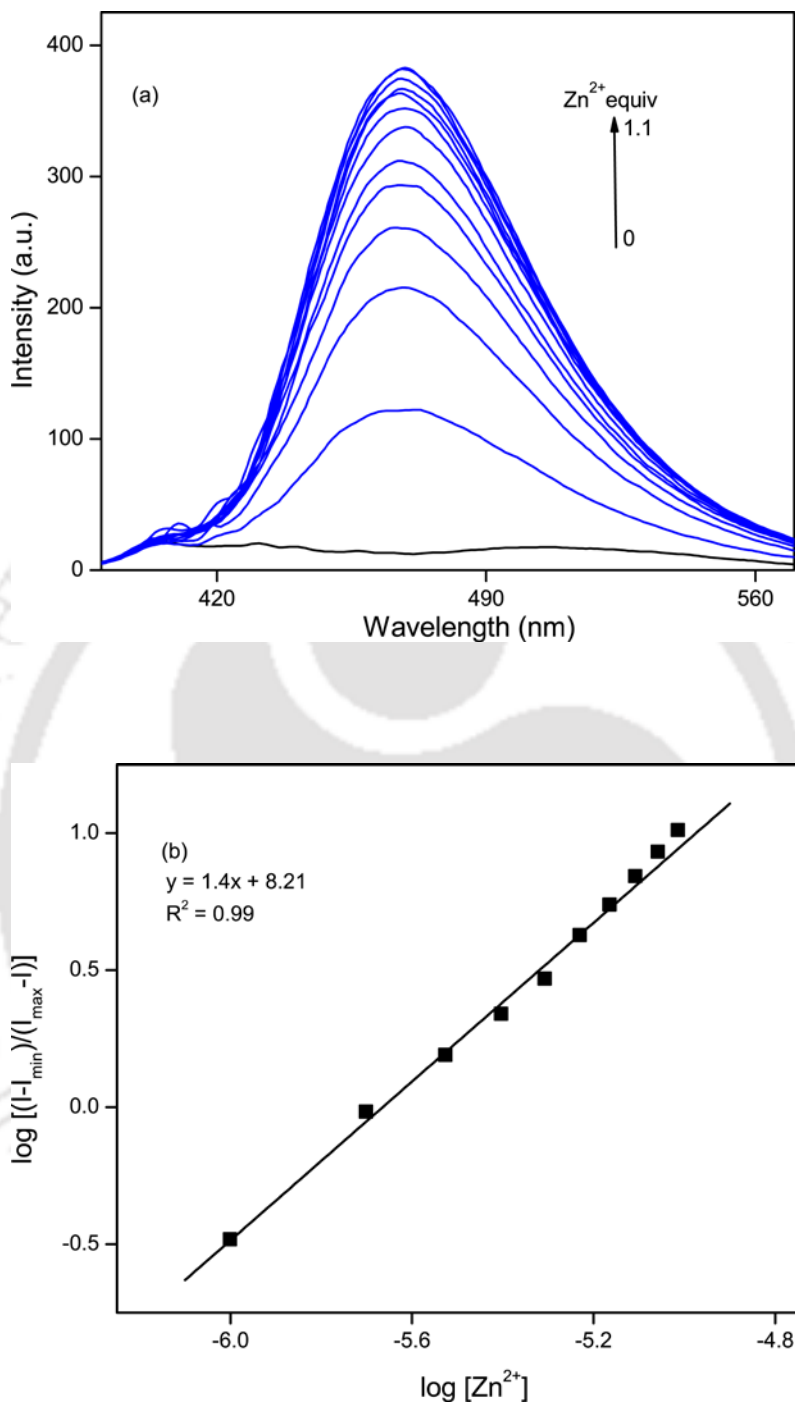 400
(a)
Zn²⁺ equiv
1.1
300
0
200
100
0
420 490 560
Intensity (a.u.)
Wavelength (nm)
1.0
(b)
y = 1.4x + 8.21
R² = 0.99
0.5
0.0
-0.5
-6.0 -5.6 -5.2 -4.8
log [(I-I_min)/(I_max-I)]
log [Zn²⁺]